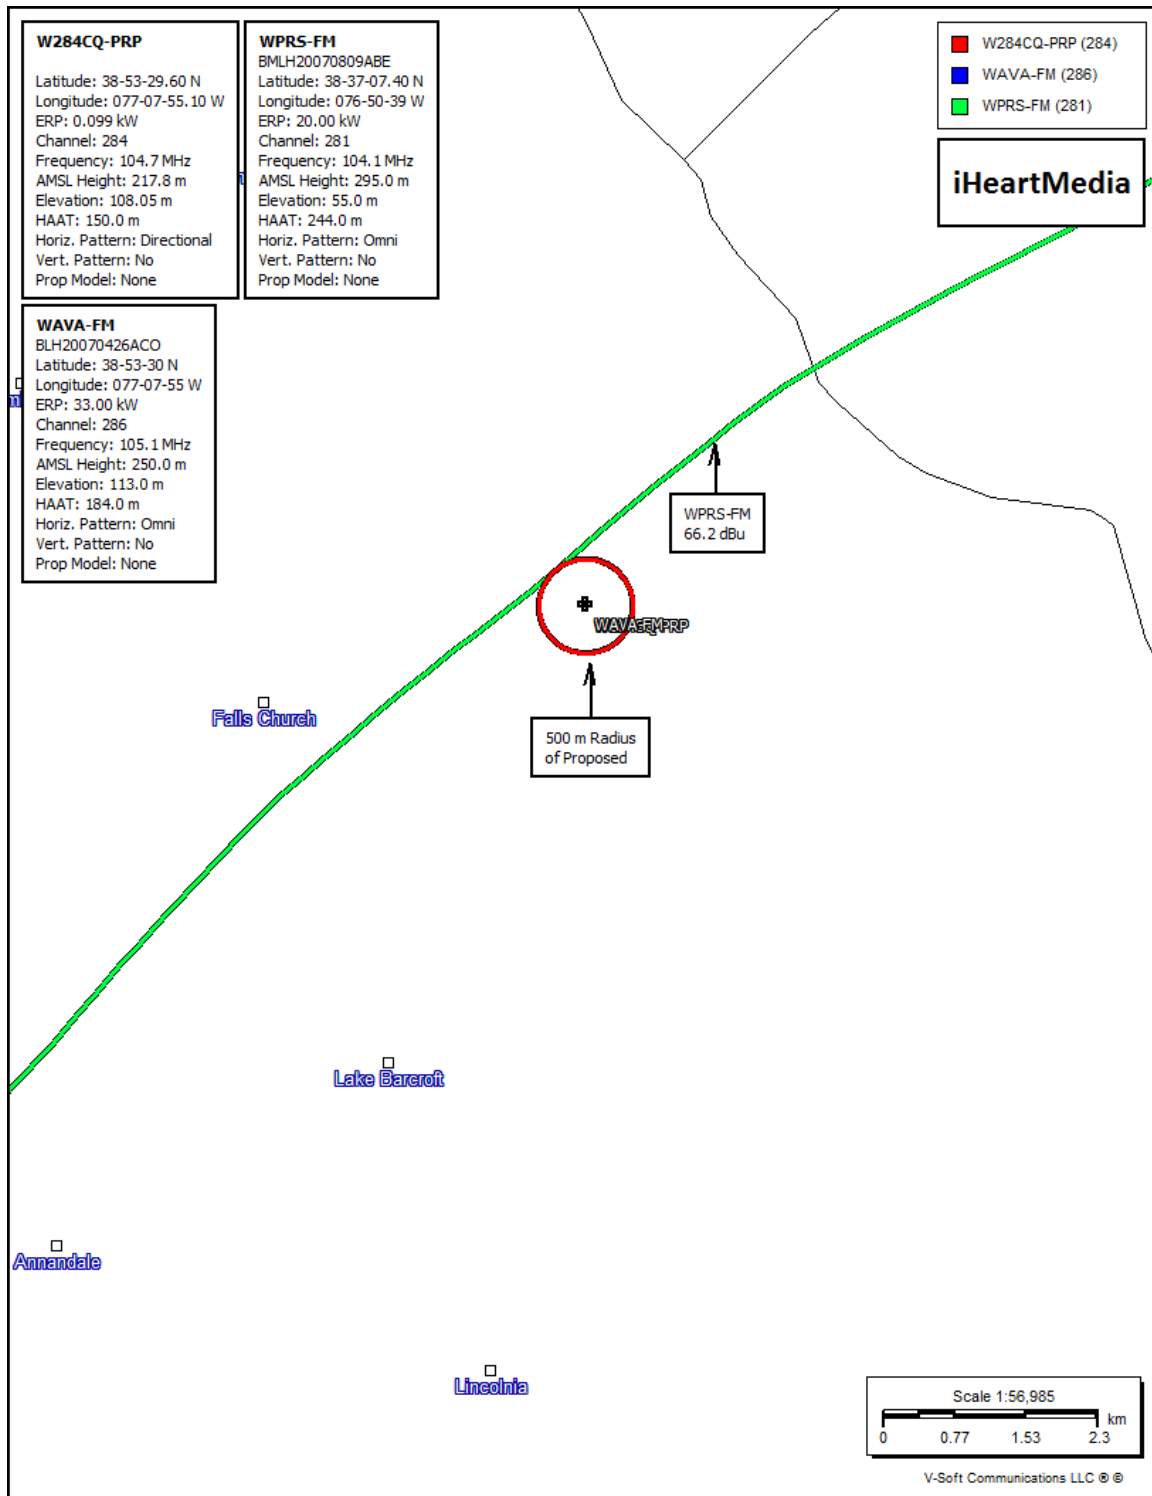 W284CQ-PRP
Latitude: 38-53-29.60 N
Longitude: 077-07-55.10 W
ERP: 0.099 kW
Channel: 284
Frequency: 104.7 MHz
AMSL Height: 217.8 m
Elevation: 108.05 m
HAAT: 150.0 m
Horiz. Pattern: Directional
Vert. Pattern: No
Prop Model: None
WPRS-FM
BMLH20070809ABE
Latitude: 38-37-07.40 N
Longitude: 076-50-39 W
ERP: 20.00 kW
Channel: 281
Frequency: 104.1 MHz
AMSL Height: 295.0 m
Elevation: 55.0 m
HAAT: 244.0 m
Horiz. Pattern: Omni
Vert. Pattern: No
Prop Model: None
W284CQ-PRP (284)
WAVA-FM (286)
WPRS-FM (281)
iHeartMedia
WAVA-FM
BLH20070426ACO
Latitude: 38-53-30 N
Longitude: 077-07-55 W
ERP: 33.00 kW
Channel: 286
Frequency: 105.1 MHz
AMSL Height: 250.0 m
Elevation: 113.0 m
HAAT: 184.0 m
Horiz. Pattern: Omni
Vert. Pattern: No
Prop Model: None
WPRS-FM
66.2 dBu
WAVA-FM
500 m Radius
of Proposed
Falls Church
Lake Barcroft
Annandale
Lincolnia
Scale 1:56,985
km
0 0.77 1.53 2.3
V-Soft Communications LLC ® ©